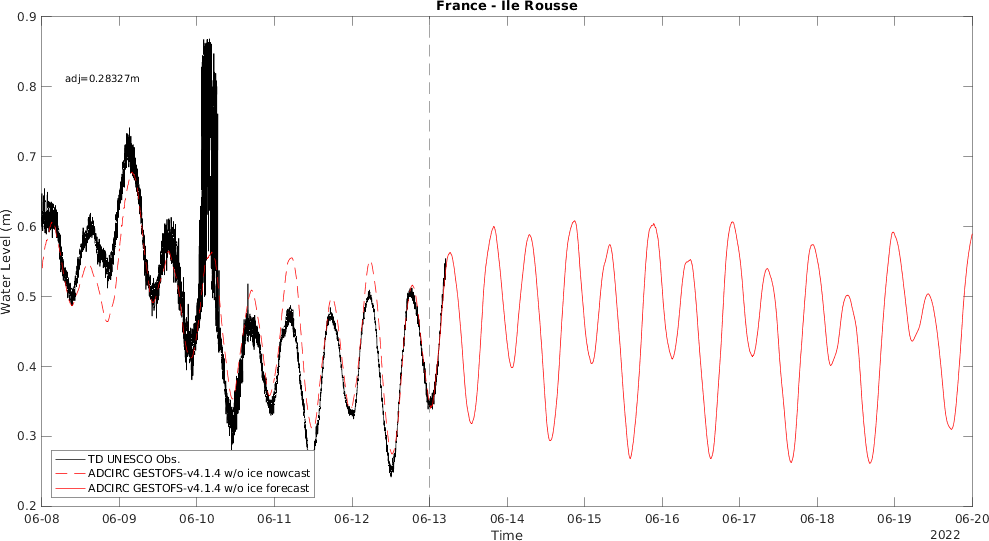 France - Ile Rousse
adj=0.28327m
Water Level (m)
0.9
0.8
0.7
0.6
0.5
0.4
0.3
0.2
TD UNESCO Obs.
ADCIRC GESTOFS-v4.1.4 w/o ice nowcast
ADCIRC GESTOFS-v4.1.4 w/o ice forecast
06-08 06-09 06-10 06-11 06-12 06-13 06-14 06-15 06-16 06-17 06-18 06-19 06-20
Time
2022